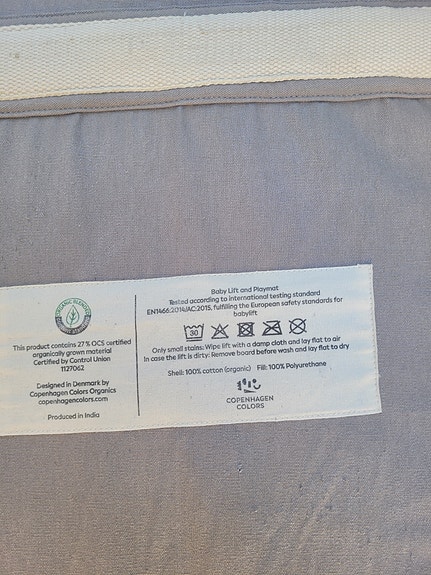 ORGANIC BLENDED
This product contains 27 % OCS certified
organically grown material
Certified by Control Union
1127062
Designed in Denmark by
Copenhagen Colors Organics
copenhagencolors.com
Produced in India
Baby Lift and Playmat
Tested according to international testing standard
EN1466:2014/AC:2015, fulfilling the European safety standards for
babylift
30
Only small stains: Wipe lift with a damp cloth and lay flat to air
In case the lift is dirty: Remove board before wash and lay flat to dry
Shell: 100% cotton (organic) Fill: 100% Polyurethane
COPENHAGEN
COLORS